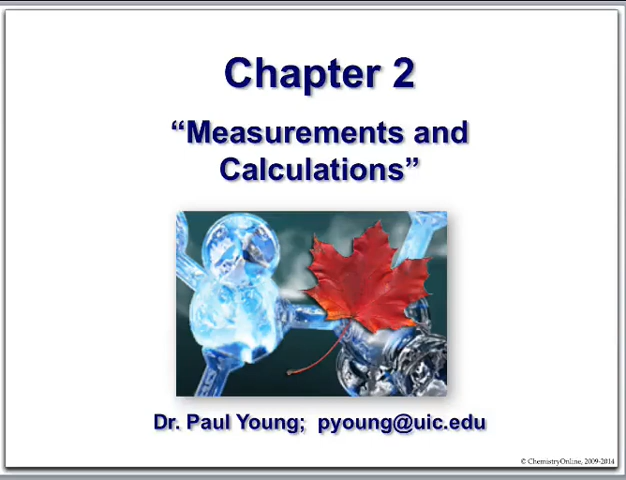 Chapter 2
“Measurements and
Calculations”
Dr. Paul Young;  pyoung@uic.edu
© ChemistryOnline, 2009-2014